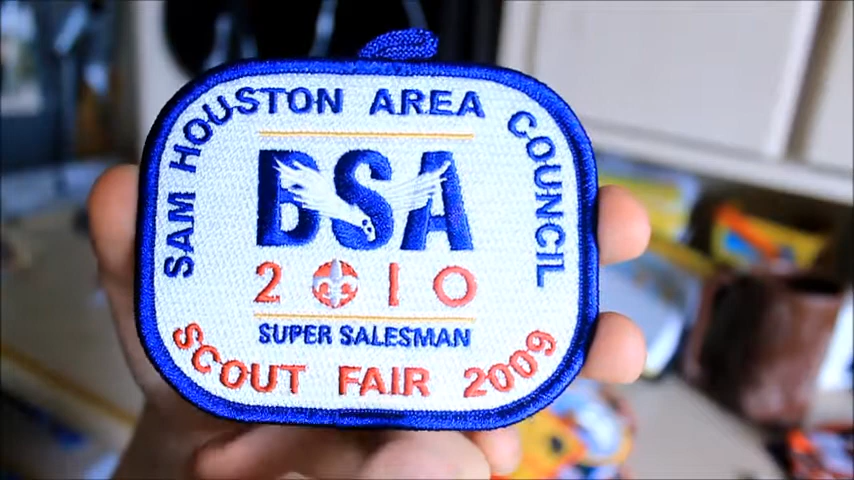 SAM HOUSTON AREA COUNCIL
BSA
2010
SUPER SALESMAN
SCOUT FAIR 2009